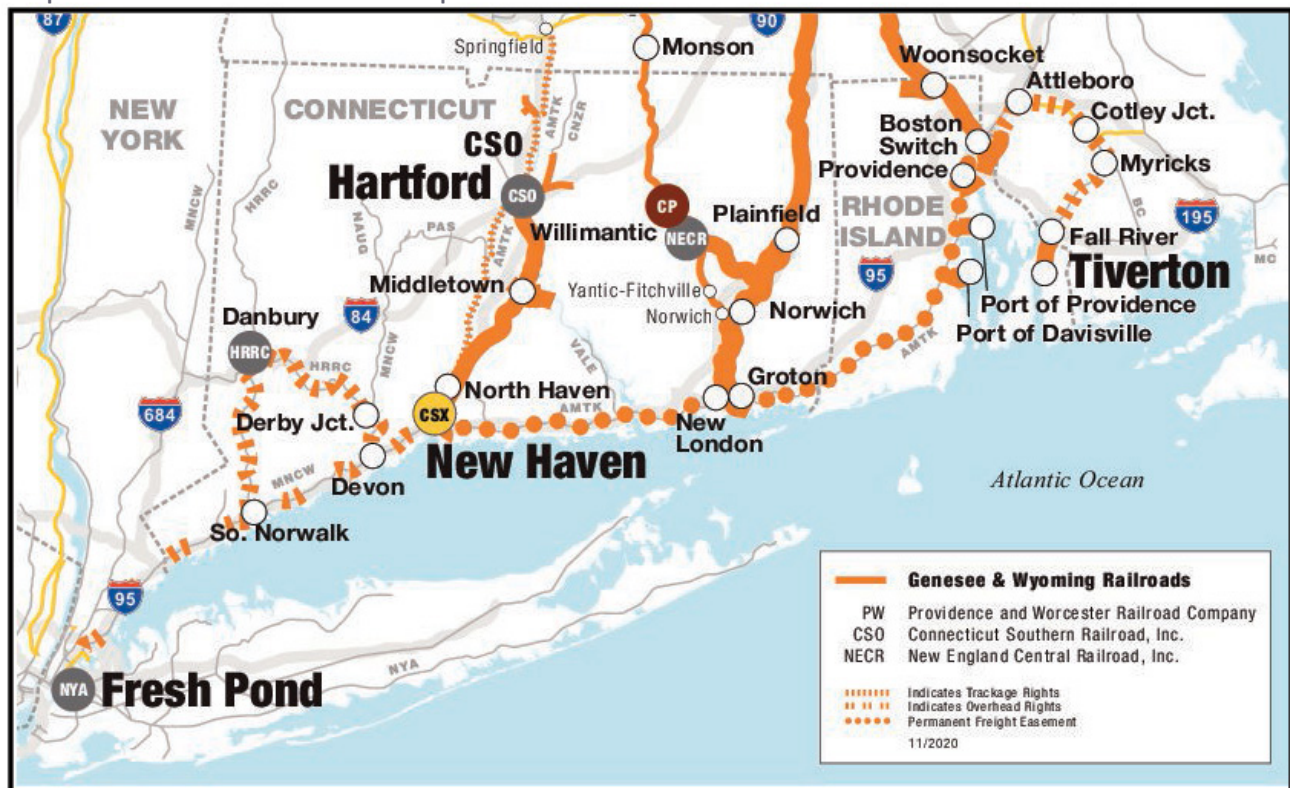 87
90
Springfield
Monson
Woonsocket
Attleboro
NEW
YORK
CONNECTICUT
AMTK
CNZR
Cotley Jct.
Boston
Switch
CSO
Hartford
CSO
Providence
Myricks
MNCW
HRRC
NAUG
PAS
AMTK
CP
Willimantic
NECR
Plainfield
RHODE
ISLAND
BC
195
MC
Fall River
Tiverton
95
Middletown
Yantic-Fitchville
Norwich
Norwich
Port of Providence
Port of Davisville
84
Danbury
HRRC
HRRC
MNCW
VALE
AMTK
684
Derby Jct.
North Haven
CSX
New Haven
AMTK
Groton
New
London
MNCW
Devon
So. Norwalk
Atlantic Ocean
95
NYA
NYA
Fresh Pond
Genesee & Wyoming Railroads
PW Providence and Worcester Railroad Company
CSO Connecticut Southern Railroad, Inc.
NECR New England Central Railroad, Inc.
Indicates Trackage Rights
Indicates Overhead Rights
Permanent Freight Easement
11/2020